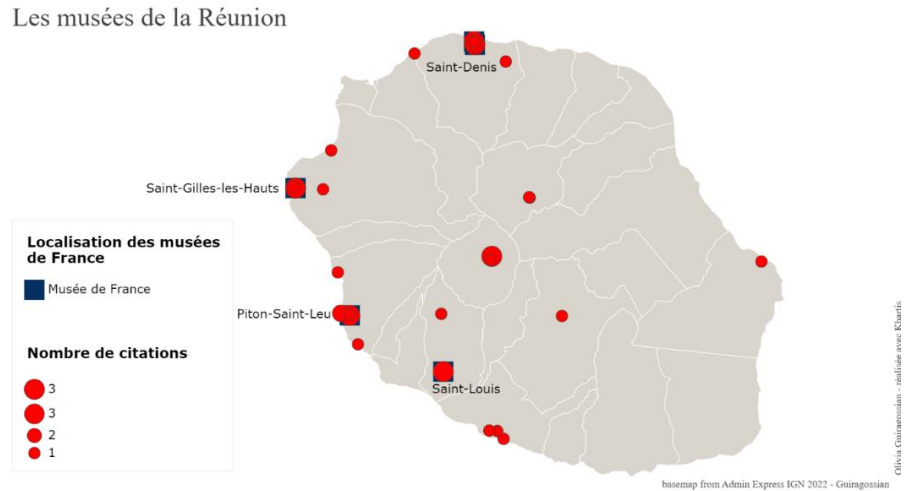 Les musées de la Réunion
Saint-Denis
Saint-Gilles-les-Hauts
Localisation des musées
de France
Musée de France
Piton-Saint-Leu
Nombre de citations
3
3
2
1
Saint-Louis
Olivia Guiragossian - réalisée avec Khartis
basemap from Admin Express IGN 2022 - Guiragossian